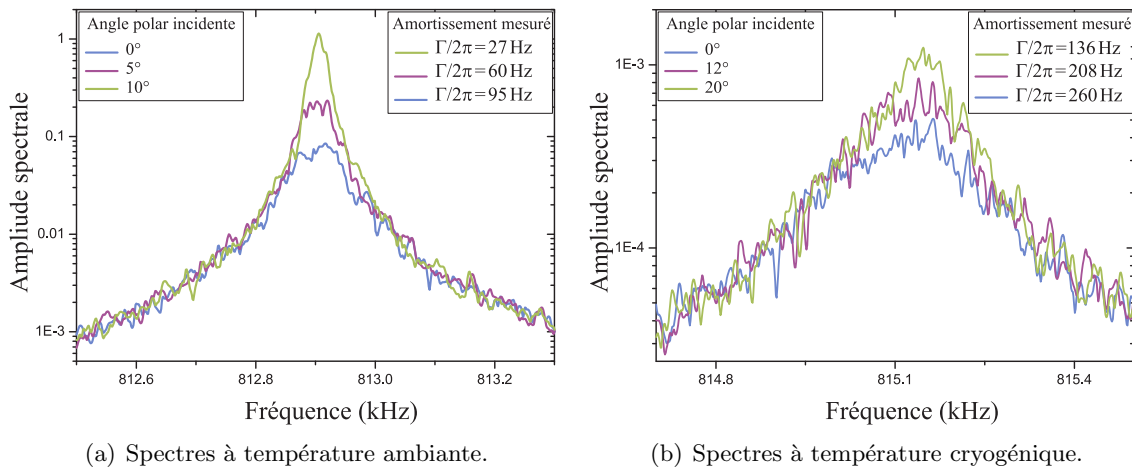 Angle polar incidente
0°
5°
10°
Amortissement mesuré
Γ/2π=27 Hz
Γ/2π=60 Hz
Γ/2π=95 Hz
1
0.1
0.01
1E-3
Ampliude spectrale
812.6
812.8
813.0
813.2
Fréquence (kHz)
(a) Spectres à température ambiante.
Angle polar incidente
0°
12°
20°
Amortissement mesuré
Γ/2π=136 Hz
Γ/2π=208 Hz
Γ/2π=260 Hz
1E-3
1E-4
Ampliude spectrale
814.8
815.1
815.4
Fréquence (kHz)
(b) Spectres à température cryogénique.